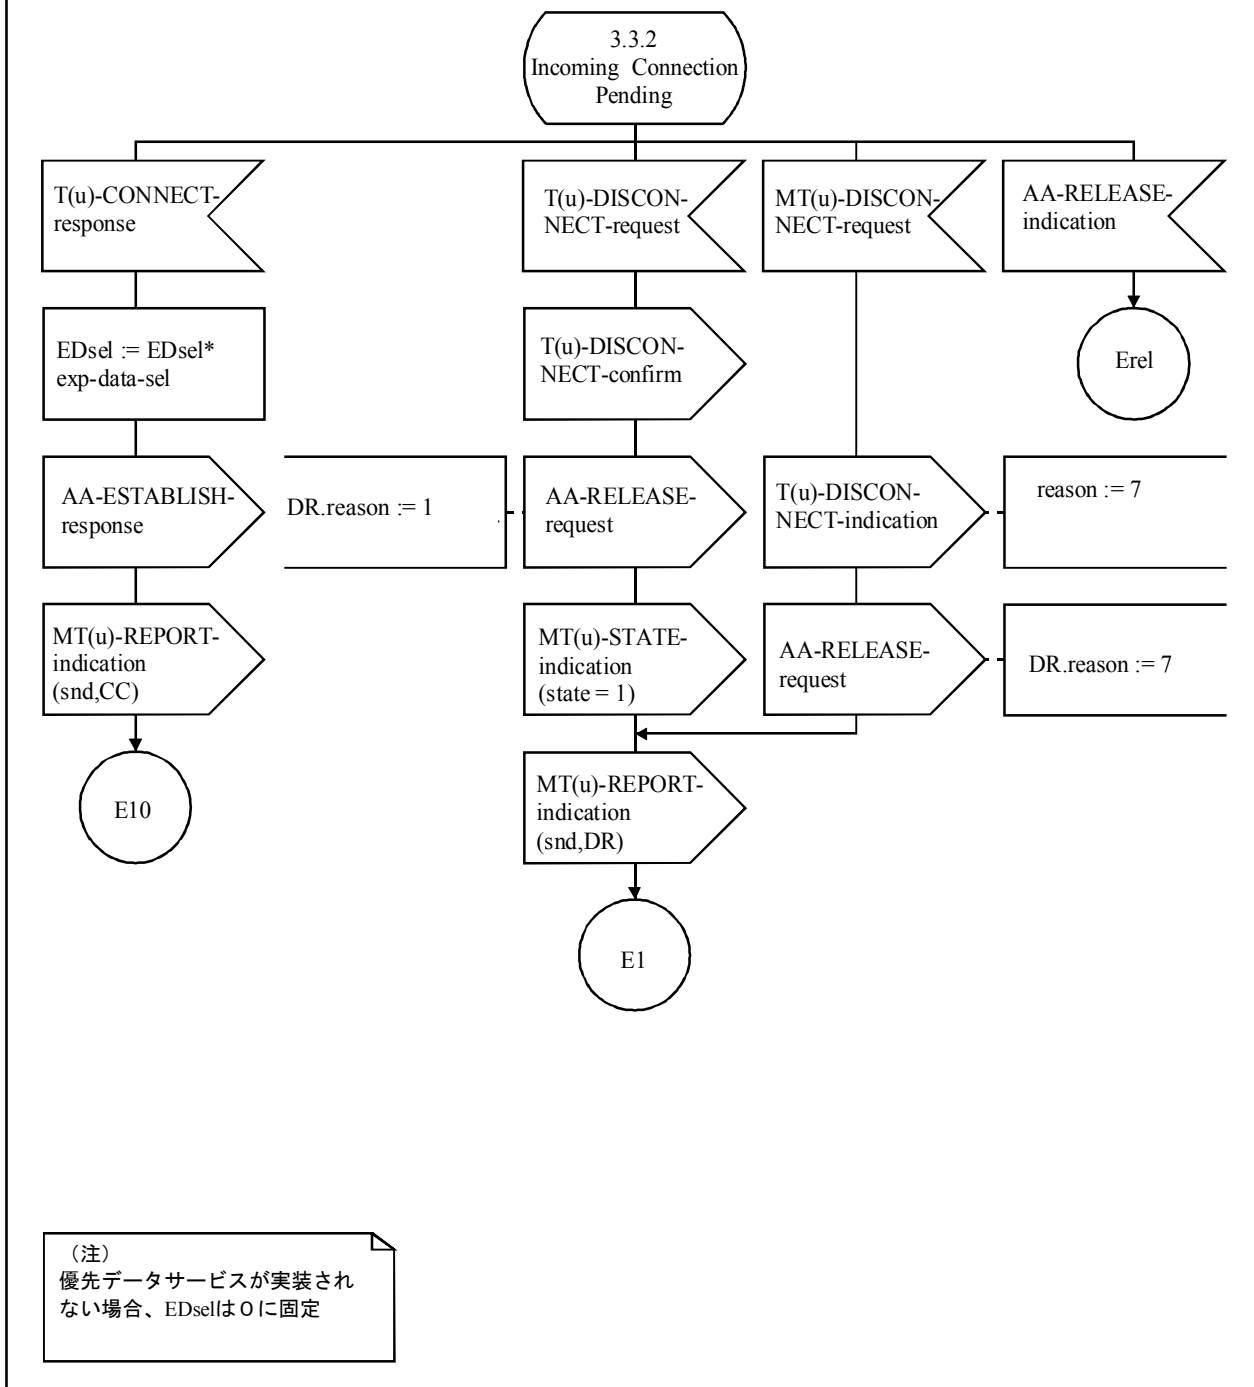 3.3.2
Incoming Connection
Pending
T(u)-CONNECT-
response
T(u)-DISCON-
NECT-request
MT(u)-DISCON-
NECT-request
AA-RELEASE-
indication
EDsel := EDsel*
exp-data-sel
T(u)-DISCON-
NECT-confirm
Erel
AA-ESTABLISH-
response
DR.reason := 1
AA-RELEASE-
request
T(u)-DISCON-
NECT-indication
reason := 7
MT(u)-REPORT-
indication
(snd,CC)
MT(u)-STATE-
indication
(state = 1)
AA-RELEASE-
request
DR.reason := 7
E10
MT(u)-REPORT-
indication
(snd,DR)
E1
（注）
優先データサービスが実装され
ない場合、EDselは０に固定